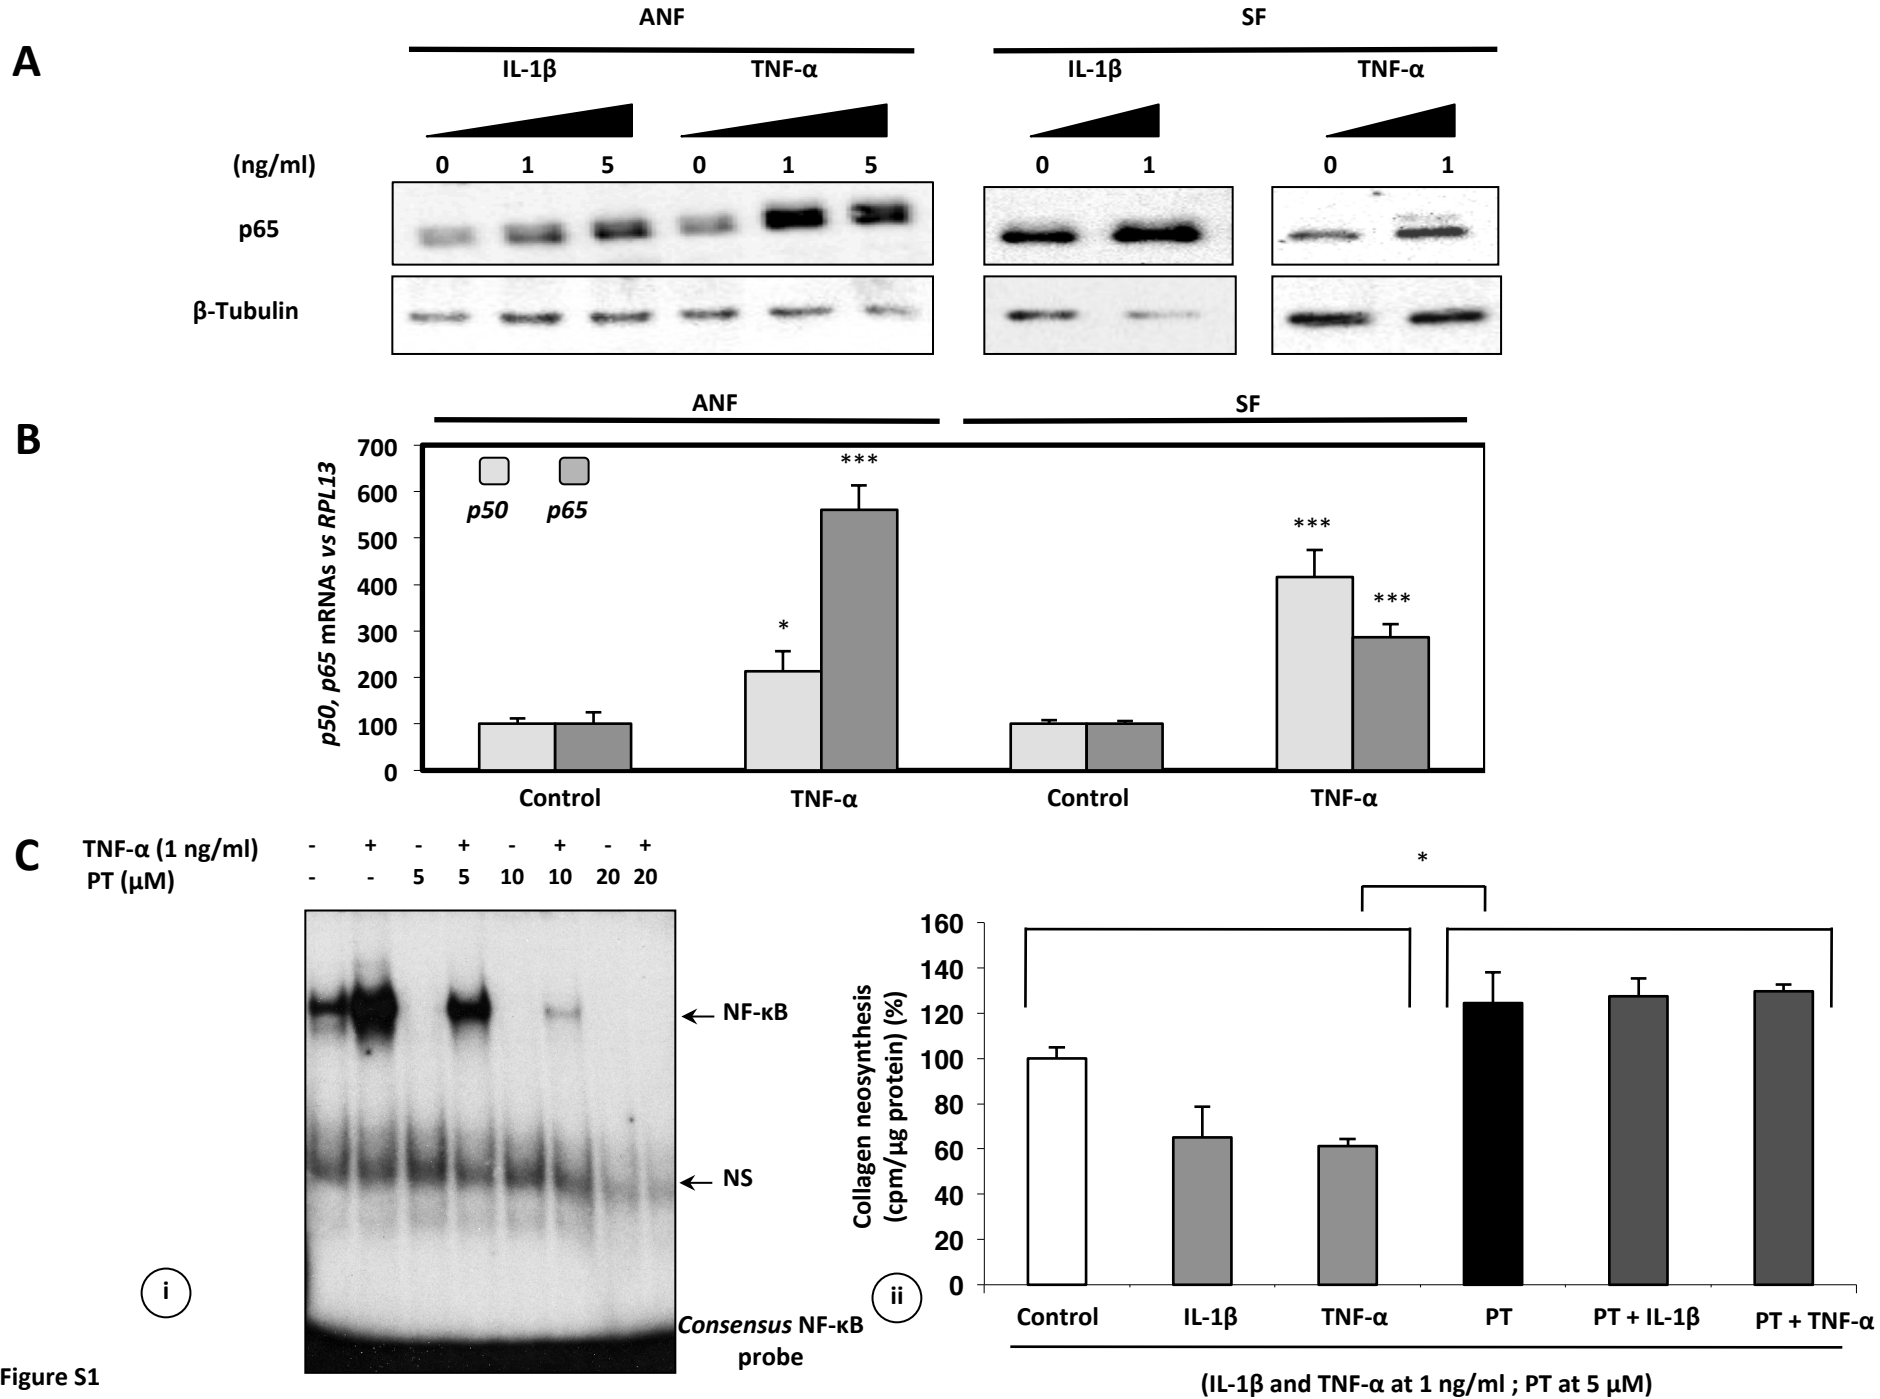 ANF SF
A
IL-1β TNF-α IL-1β TNF-α
(ng/ml) 0 1 5 0 1 5 0 1 0 1
p65
β-Tubulin
ANF SF
B
p50, p65 mRNAs vs RPL13
700
600
500
400
300
200
100
0
p50 p65
*
***
***
***
Control TNF-α Control TNF-α
C
TNF-α (1 ng/ml) - + - + - + - +
PT (μM) - - 5 5 10 10 20 20
NF-κB
NS
Consensus NF-κB
probe
i
*
Collagen neosynthesis
(cpm/μg protein) (%)
160
140
120
100
80
60
40
20
0
ii
Control IL-1β TNF-α PT PT + IL-1β PT + TNF-α
(IL-1β and TNF-α at 1 ng/ml ; PT at 5 μM)
Figure S1